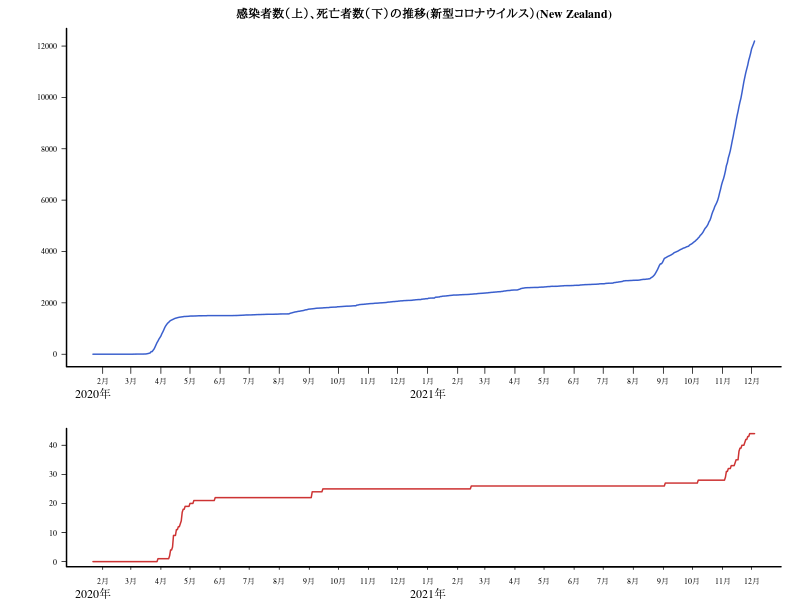 感染者数(上)、死亡者数(下)の推移(新型コロナウイルス)(New Zealand)
12000
10000
8000
6000
4000
2000
0
2月 3月 4月 5月 6月 7月 8月 9月 10月 11月 12月 1月 2月 3月 4月 5月 6月 7月 8月 9月 10月 11月 12月
2020年 2021年
40
30
20
10
0
2月 3月 4月 5月 6月 7月 8月 9月 10月 11月 12月 1月 2月 3月 4月 5月 6月 7月 8月 9月 10月 11月 12月
2020年 2021年